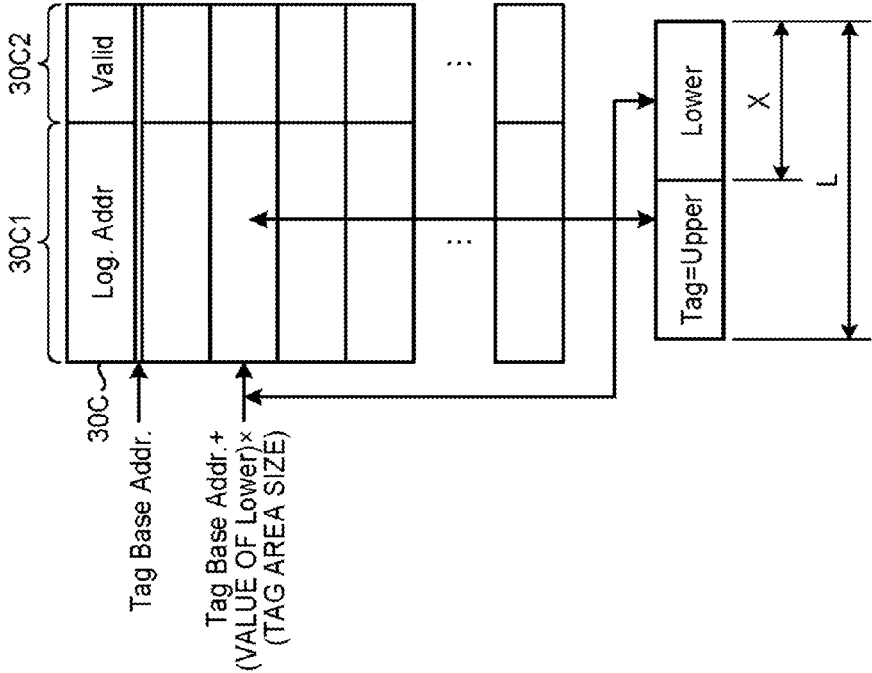 30C1
30C2
30C
Log. Addr
Valid
Tag Base Addr.
Tag Base Addr.+
(VALUE OF Lower)×
(TAG AREA SIZE)
...
...
Tag=Upper
Lower
X
L